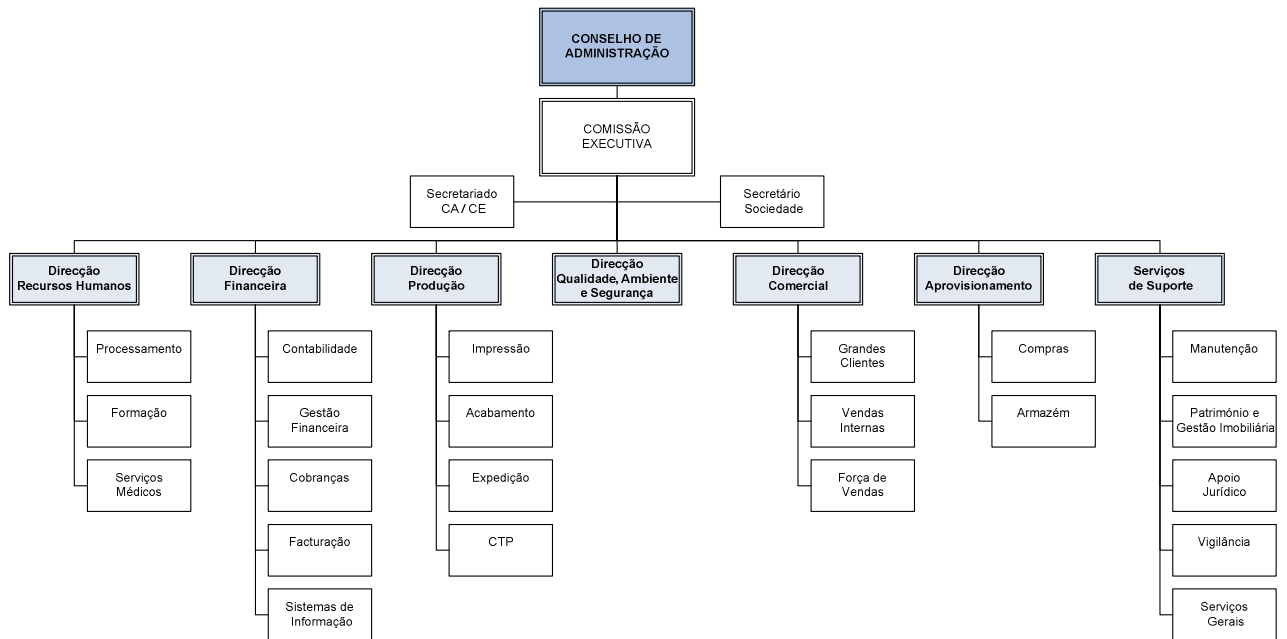 CONSELHO DE
ADMINISTRAÇÃO
COMISSÃO
EXECUTIVA
Secretariado
CA / CE
Secretário
Sociedade
Direcção
Recursos Humanos
Direcção
Financeira
Direcção
Produção
Direcção
Qualidade, Ambiente
e Segurança
Direcção
Comercial
Direcção
Aprovisionamento
Serviços
de Suporte
Processamento
Formação
Serviços
Médicos
Contabilidade
Gestão
Financeira
Cobranças
Facturação
Sistemas de
Informação
Impressão
Acabamento
Expedição
CTP
Grandes
Clientes
Vendas
Internas
Força de
Vendas
Compras
Armazém
Manutenção
Património e
Gestão Imobiliária
Apoio
Jurídico
Vigilância
Serviços
Gerais